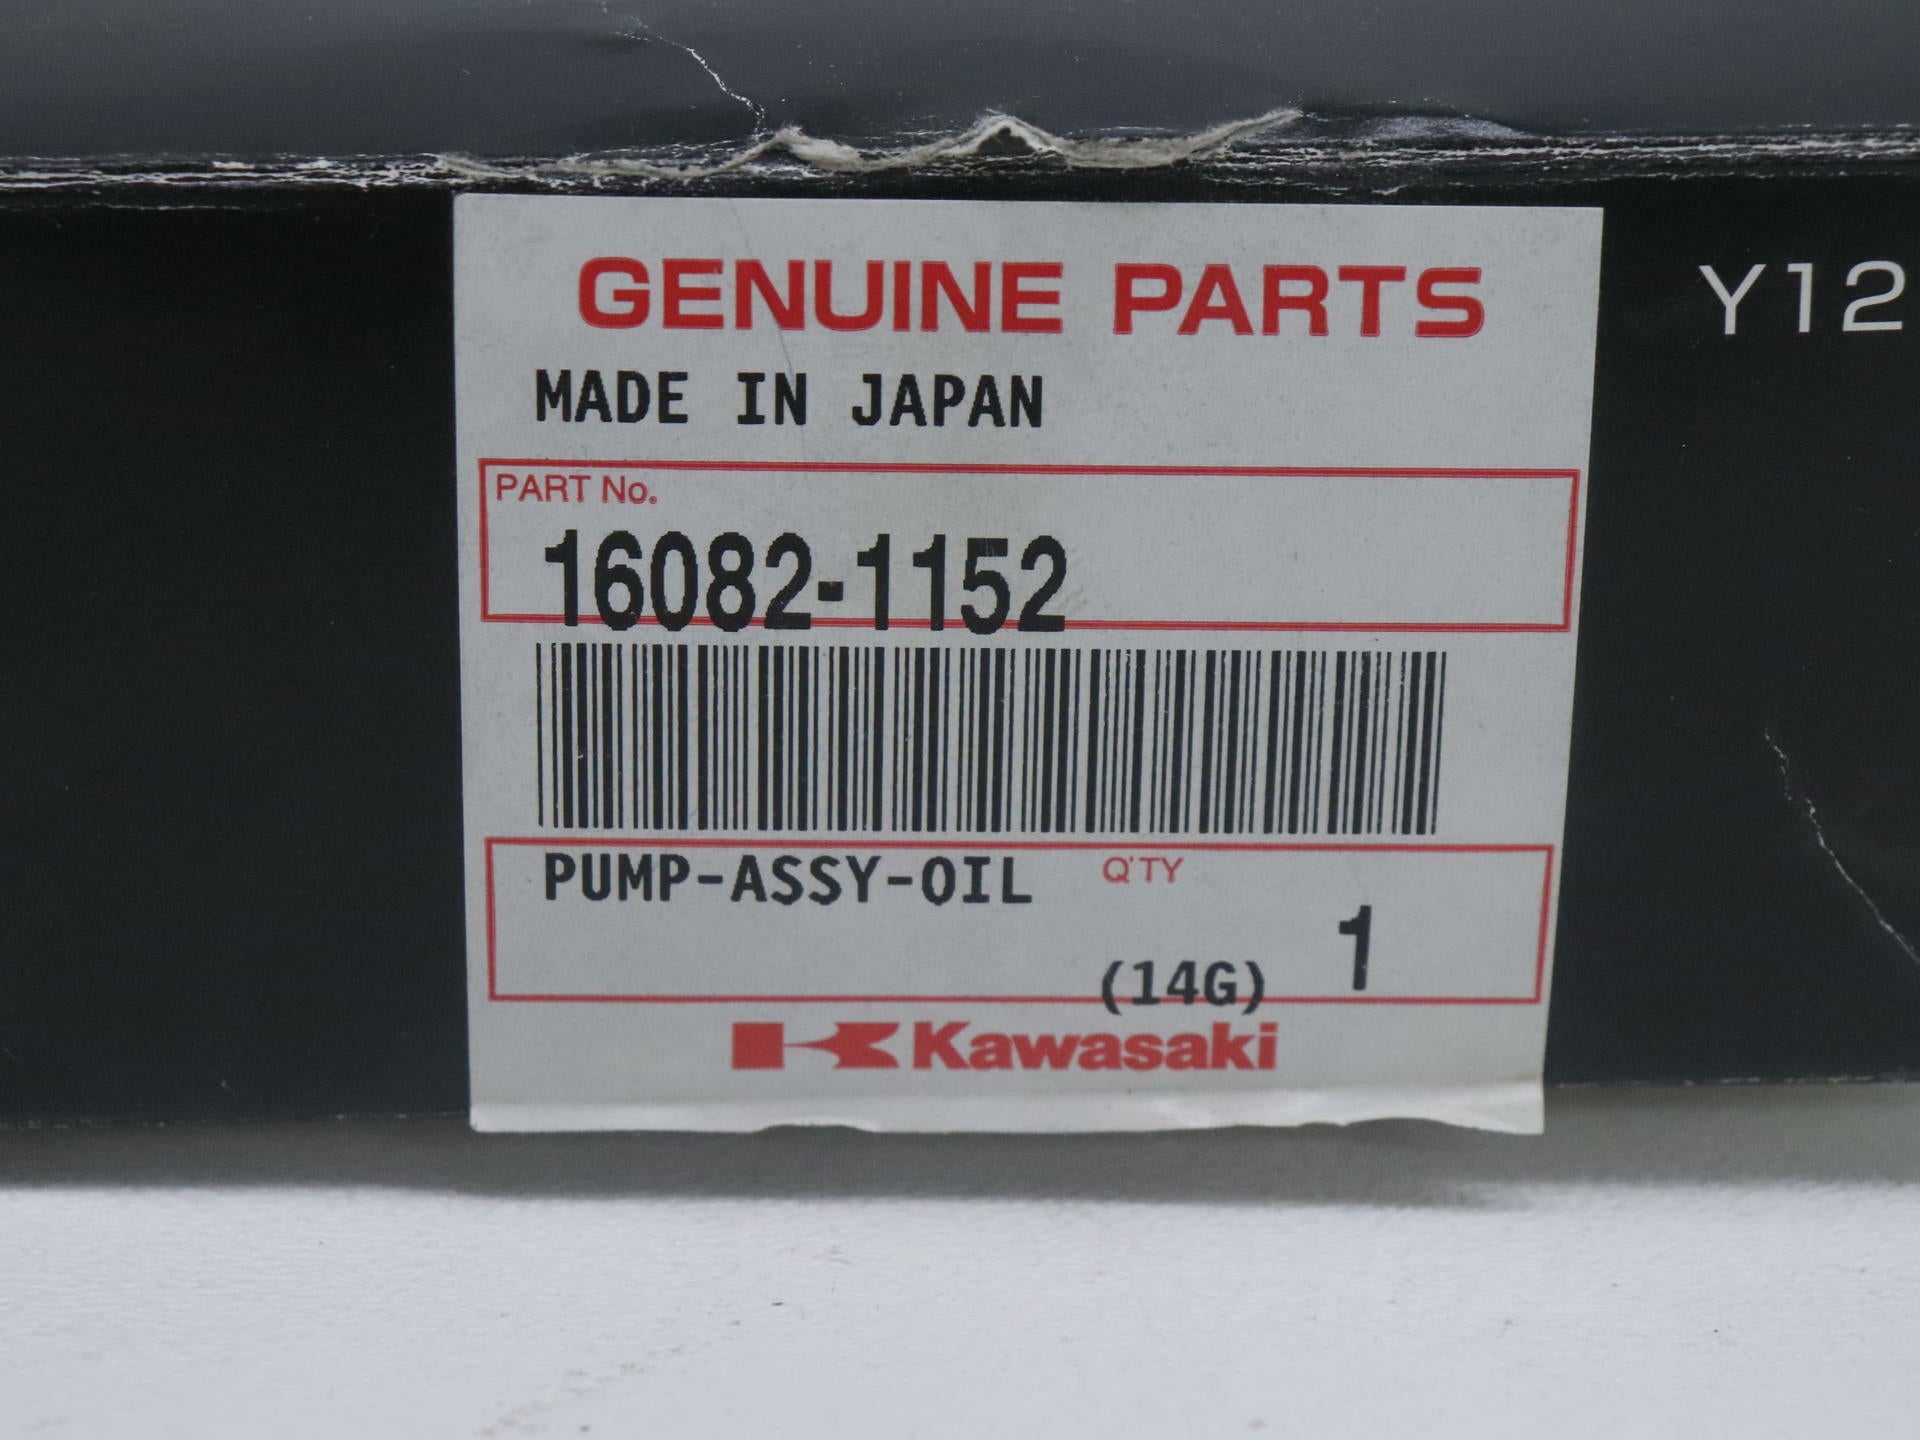 GENUINE PARTS
Y12
MADE IN JAPAN
PART No.
16082-1152
PUMP-ASSY-OIL Q'TY
(14G) 1
Kawasaki